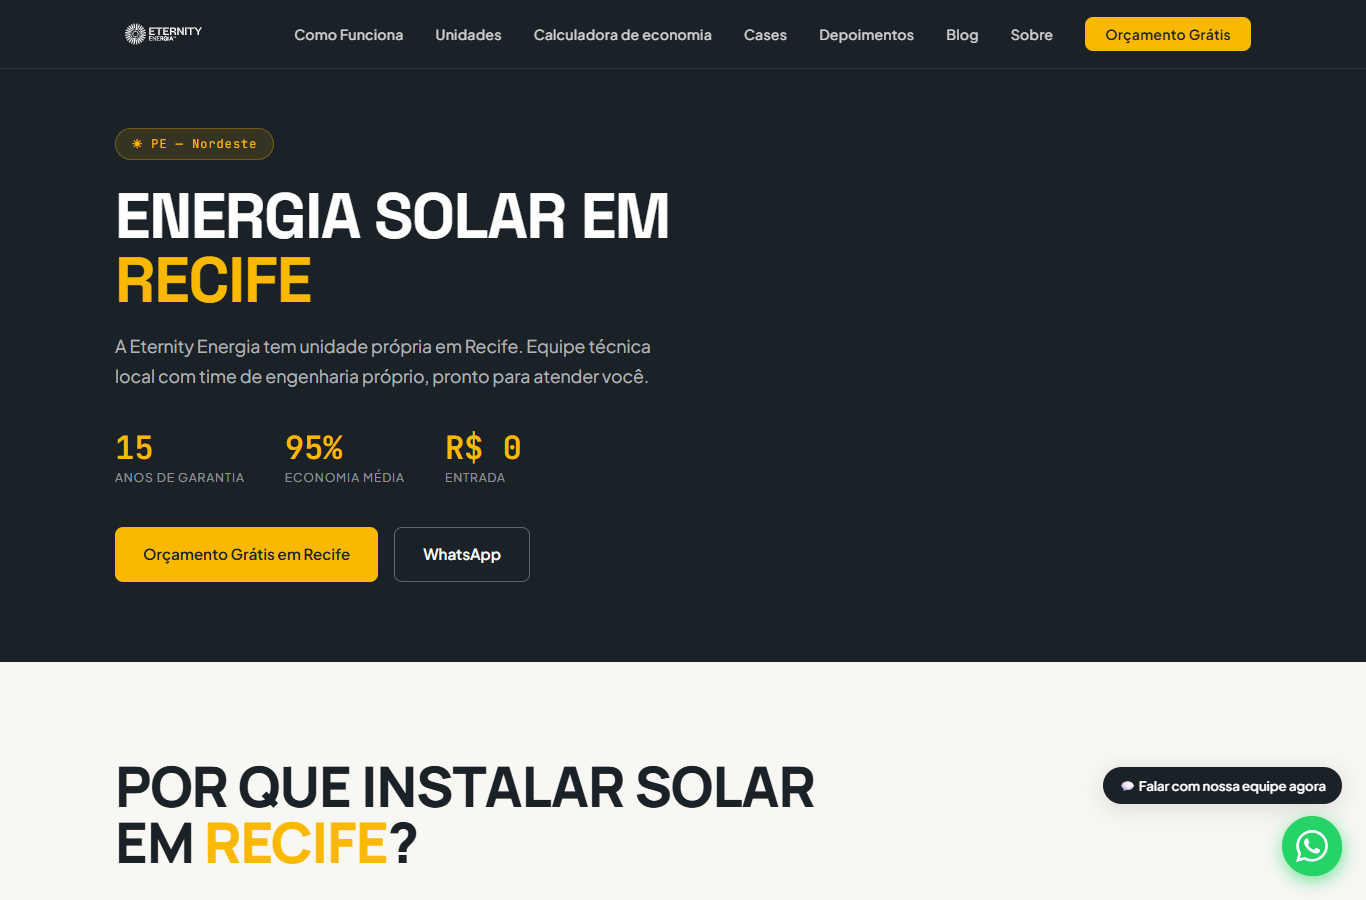 ETERNITY
ENERGIA
Como Funciona
Unidades
Calculadora de economia
Cases
Depoimentos
Blog
Sobre
Orçamento Grátis
PE — Nordeste
ENERGIA SOLAR EM
RECIFE
A Eternity Energia tem unidade própria em Recife. Equipe técnica
local com time de engenharia próprio, pronto para atender você.
15
ANOS DE GARANTIA
95%
ECONOMIA MÉDIA
R$ 0
ENTRADA
Orçamento Grátis em Recife
WhatsApp
POR QUE INSTALAR SOLAR
EM RECIFE?
Falar com nossa equipe agora